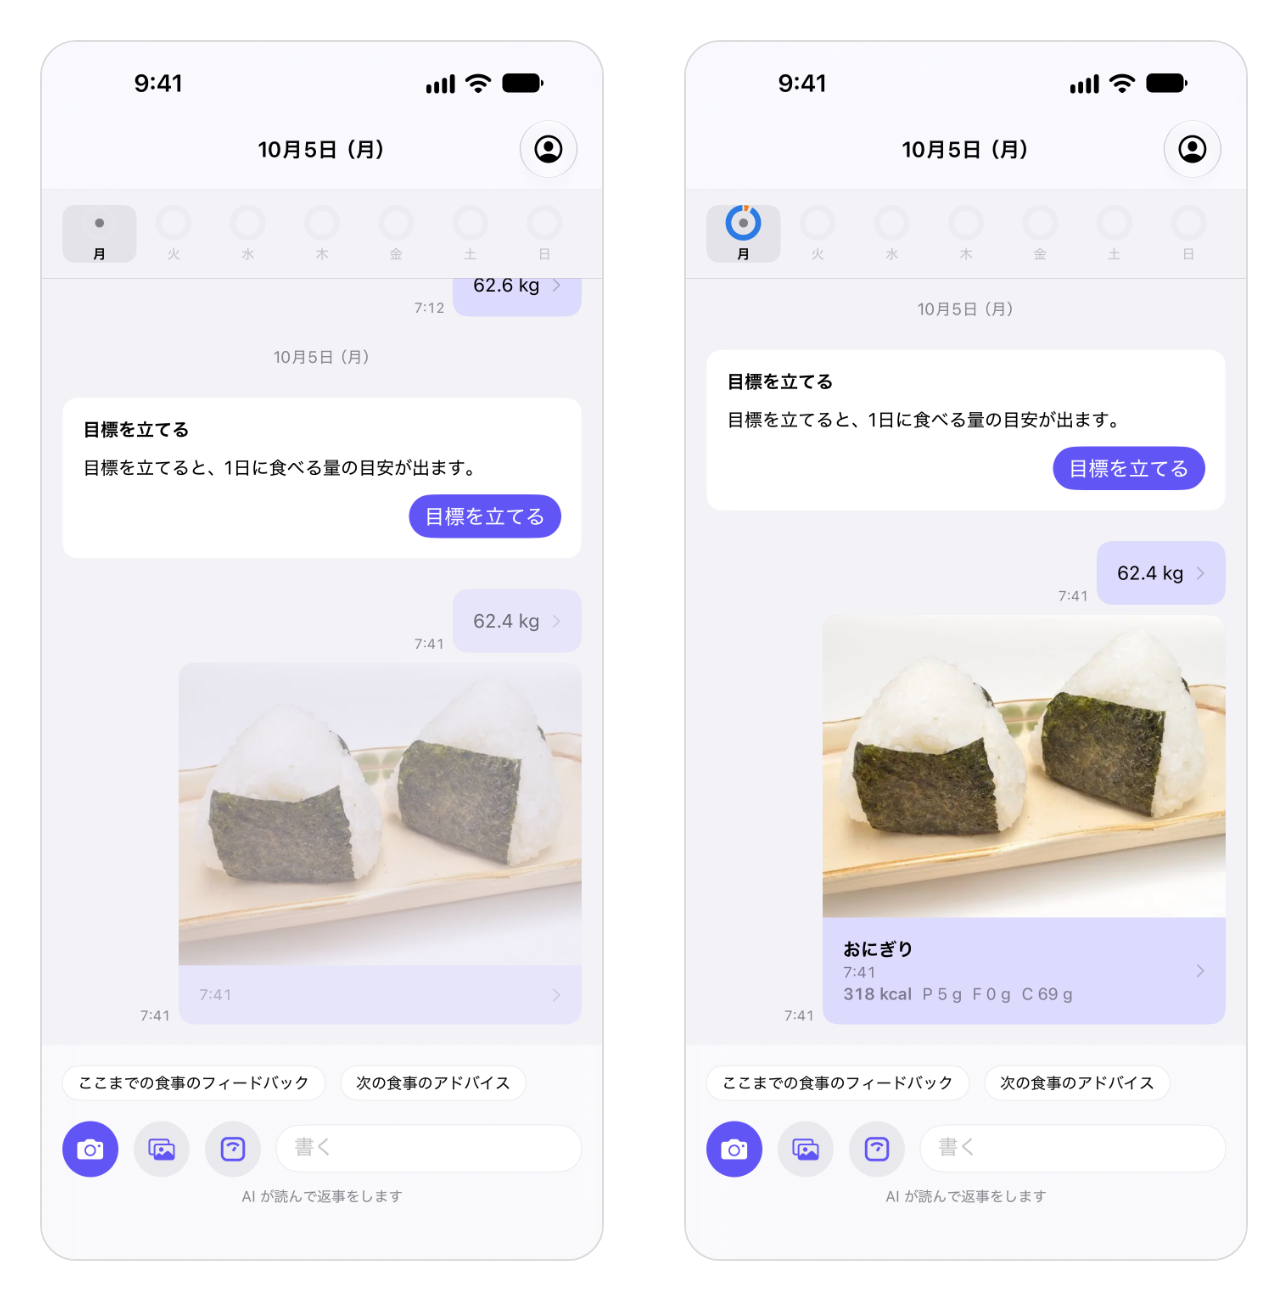 9:41
10月5日（月）
月 火 水 木 金 土 日
62.6 kg
7:12
10月5日（月）
目標を立てる
目標を立てると、1日に食べる量の目安が出ます。
目標を立てる
62.4 kg
7:41
7:41
7:41
ここまでの食事のフィードバック
次の食事のアドバイス
書く
AI が読んで返事をします
9:41
10月5日（月）
月 火 水 木 金 土 日
10月5日（月）
目標を立てる
目標を立てると、1日に食べる量の目安が出ます。
目標を立てる
62.4 kg
7:41
おにぎり
7:41
318 kcal P 5 g F 0 g C 69 g
7:41
ここまでの食事のフィードバック
次の食事のアドバイス
書く
AI が読んで返事をします